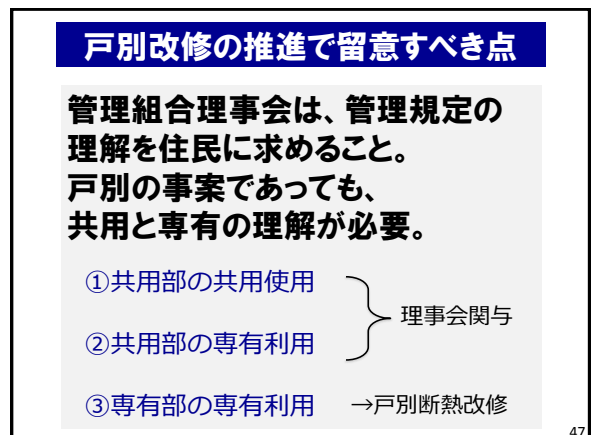 戸別改修の推進で留意すべき点
管理組合理事会は、管理規定の
理解を住民に求めること。
戸別の事案であっても、
共用と専有の理解が必要。
①共用部の共用使用
理事会関与
②共用部の専有利用
③専有部の専有利用 →戸別断熱改修
47